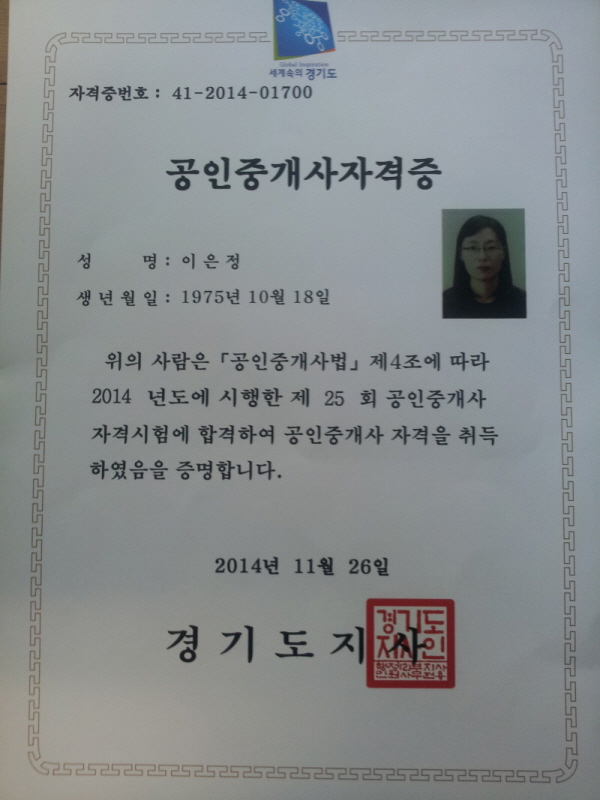 Global Inspiration
세계속의 경기도
자격증번호 : 41-2014-01700
공인중개사자격증
성 명 : 이 은 정
생 년 월 일 : 1975년 10월 18일
위의 사람은 「공인중개사법」 제4조에 따라
2014 년도에 시행한 제 25 회 공인중개사
자격시험에 합격하여 공인중개사 자격을 취득
하였음을 증명합니다.
2014년 11월 26일
경 기 도 지 사
경기도
지사인